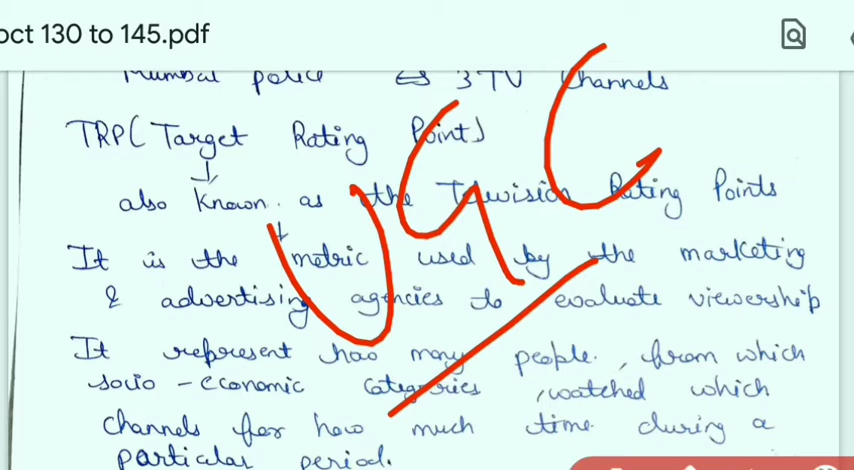 oct 130 to 145.pdf
Mumbai police ⇔ 3 TV Channels
TRP( Target Rating Point)
↓
also known as the Television Rating Points
↓
It is the metric used by the marketing
& advertising agencies to evaluate viewership
It represent how many people, from which
socio-economic categories, watched which
channels for how much time during a
particular period.
UGC